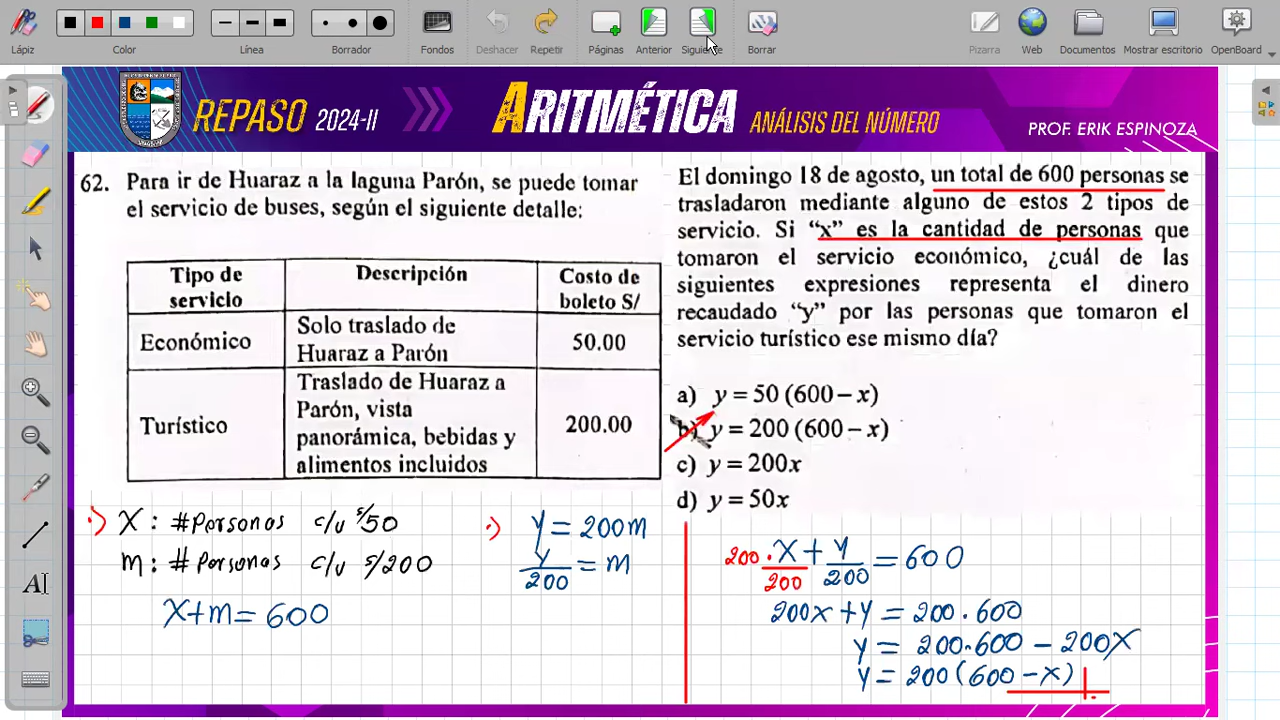 Lápiz
Color
Línea
Borrador
Fondos
Deshacer
Repetir
Páginas
Anterior
Siguiente
Borrar
Pizarra
Web
Documentos
Mostrar escritorio
OpenBoard
REPASO 2024-II
ARITMÉTICA ANÁLISIS DEL NÚMERO
PROF. ERIK ESPINOZA
62. Para ir de Huaraz a la laguna Parón, se puede tomar
el servicio de buses, según el siguiente detalle:
Tipo de servicio | Descripción | Costo de boleto S/
Económico | Solo traslado de Huaraz a Parón | 50.00
Turístico | Traslado de Huaraz a Parón, vista panorámica, bebidas y alimentos incluidos | 200.00
El domingo 18 de agosto, un total de 600 personas se
trasladaron mediante alguno de estos 2 tipos de
servicio. Si "x" es la cantidad de personas que
tomaron el servicio económico, ¿cuál de las
siguientes expresiones representa el dinero
recaudado "y" por las personas que tomaron el
servicio turístico ese mismo día?
a) y = 50 (600 – x)
b) y = 200 (600 – x)
c) y = 200x
d) y = 50x
·) X : #Personas c/u s/50
m : # Personas c/u s/200
X+m = 600
·) y = 200m
y/200 = m
200 · X/200 + y/200 = 600
200x + y = 200 · 600
y = 200·600 – 200x
y = 200(600 – x)